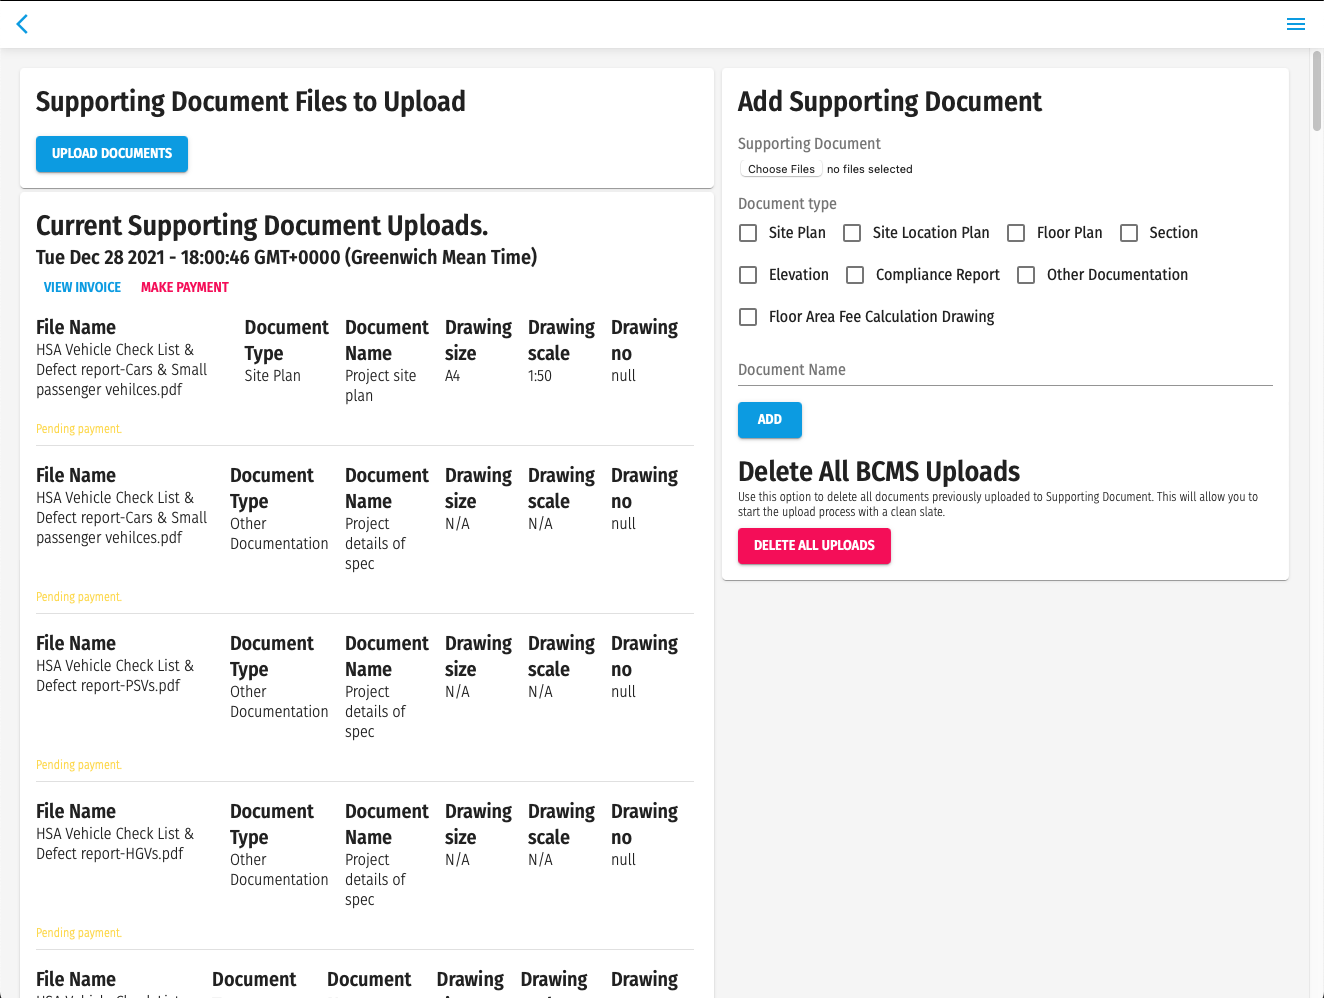 Supporting Document Files to Upload
UPLOAD DOCUMENTS
Current Supporting Document Uploads.
Tue Dec 28 2021 - 18:00:46 GMT+0000 (Greenwich Mean Time)
VIEW INVOICE MAKE PAYMENT
File Name
HSA Vehicle Check List &
Defect report-Cars & Small
passenger vehilces.pdf
Document
Type
Site Plan
Document
Name
Project site
plan
Drawing
size
A4
Drawing
scale
1:50
Drawing
no
null
Pending payment.
File Name
HSA Vehicle Check List &
Defect report-Cars & Small
passenger vehilces.pdf
Document
Type
Other
Documentation
Document
Name
Project
details of
spec
Drawing
size
N/A
Drawing
scale
N/A
Drawing
no
null
Pending payment.
File Name
HSA Vehicle Check List &
Defect report-PSVs.pdf
Document
Type
Other
Documentation
Document
Name
Project
details of
spec
Drawing
size
N/A
Drawing
scale
N/A
Drawing
no
null
Pending payment.
File Name
HSA Vehicle Check List &
Defect report-HGVs.pdf
Document
Type
Other
Documentation
Document
Name
Project
details of
spec
Drawing
size
N/A
Drawing
scale
N/A
Drawing
no
null
Pending payment.
File Name
Document
Document
Drawing
Drawing
Drawing
Add Supporting Document
Supporting Document
Choose Files no files selected
Document type
Site Plan Site Location Plan Floor Plan Section
Elevation Compliance Report Other Documentation
Floor Area Fee Calculation Drawing
Document Name
ADD
Delete All BCMS Uploads
Use this option to delete all documents previously uploaded to Supporting Document. This will allow you to
start the upload process with a clean slate.
DELETE ALL UPLOADS